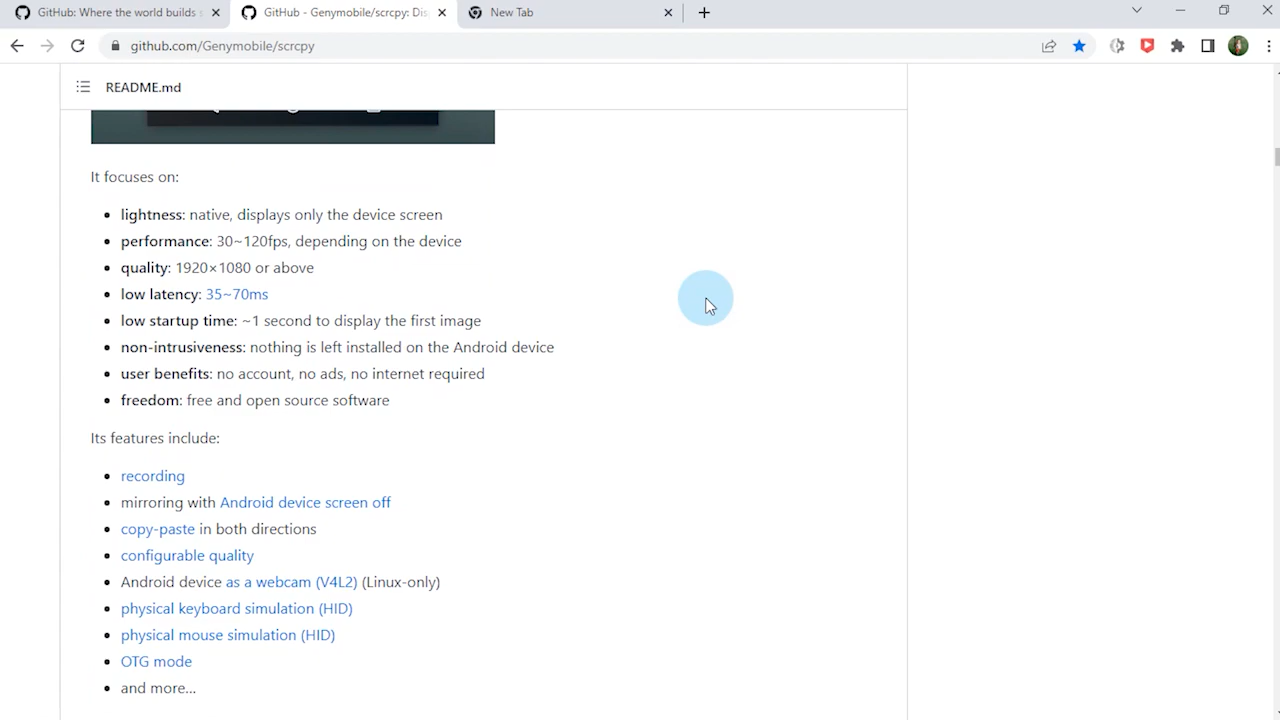 GitHub: Where the world builds s
GitHub - Genymobile/scrcpy: Dis
New Tab
github.com/Genymobile/scrcpy
README.md
It focuses on:
lightness: native, displays only the device screen
performance: 30~120fps, depending on the device
quality: 1920×1080 or above
low latency: 35~70ms
low startup time: ~1 second to display the first image
non-intrusiveness: nothing is left installed on the Android device
user benefits: no account, no ads, no internet required
freedom: free and open source software
Its features include:
recording
mirroring with Android device screen off
copy-paste in both directions
configurable quality
Android device as a webcam (V4L2) (Linux-only)
physical keyboard simulation (HID)
physical mouse simulation (HID)
OTG mode
and more...